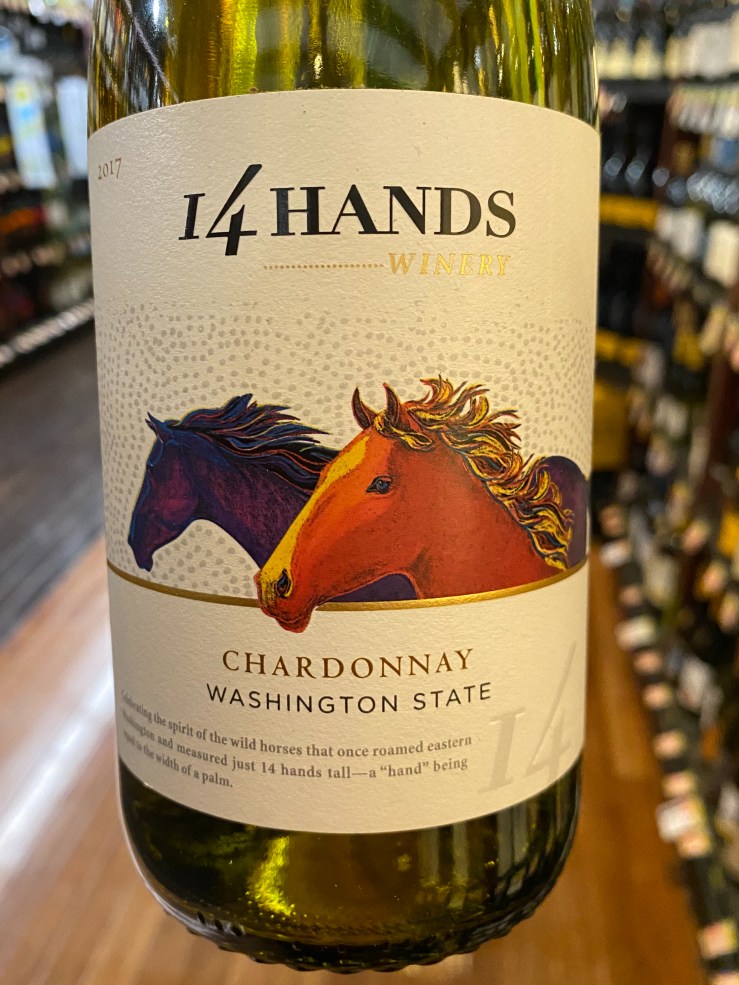 2017
14 HANDS
WINERY
CHARDONNAY
WASHINGTON STATE
Celebrating the spirit of the wild horses that once roamed eastern
Washington and measured just 14 hands tall—a “hand” being
equal to the width of a palm.
14